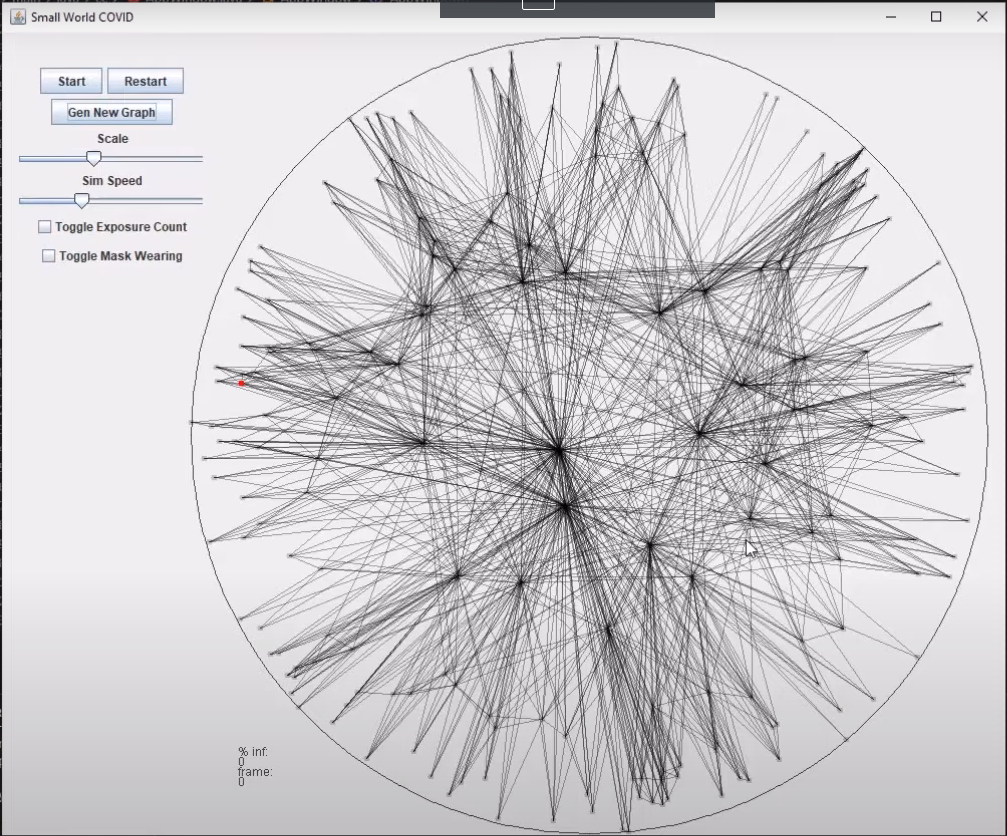 Small World COVID
Start Restart
Gen New Graph
Scale
Sim Speed
Toggle Exposure Count
Toggle Mask Wearing
% inf:
0
frame:
0